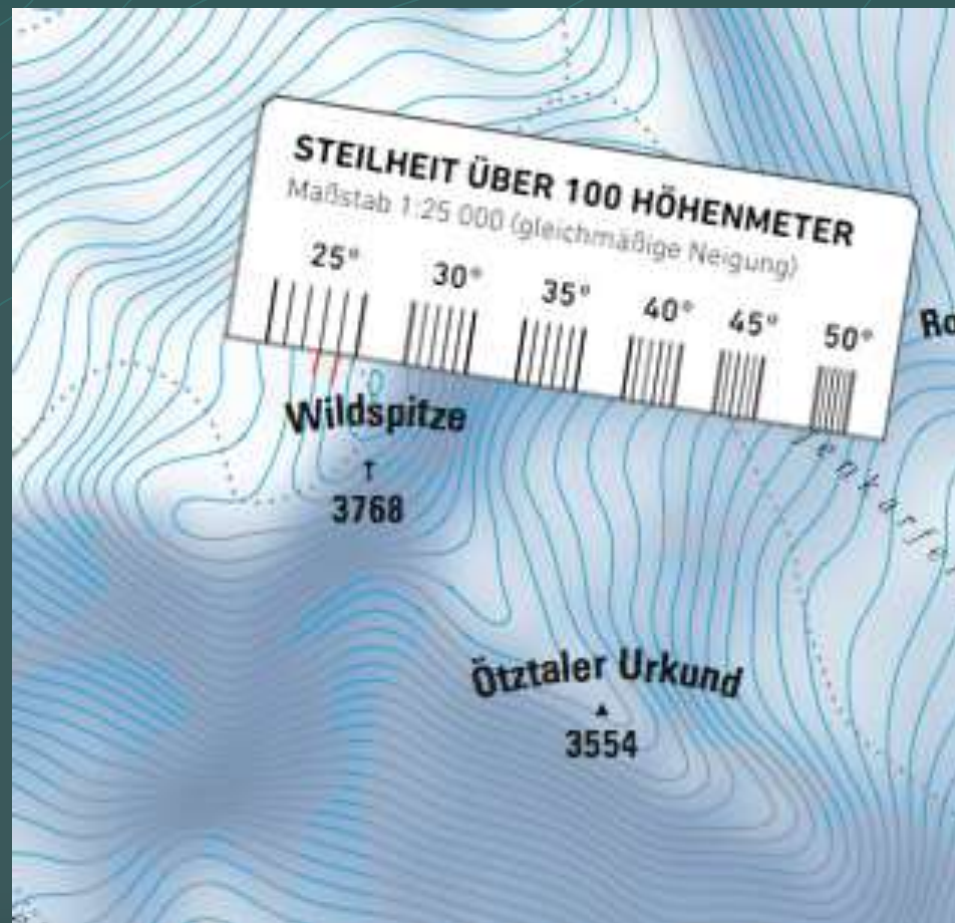 STEILHEIT ÜBER 100 HÖHENMETER
Maßstab 1:25 000 (gleichmäßige Neigung)
25° 30° 35° 40° 45° 50°
Wildspitze
3768
Ötztaler Urkund
3554